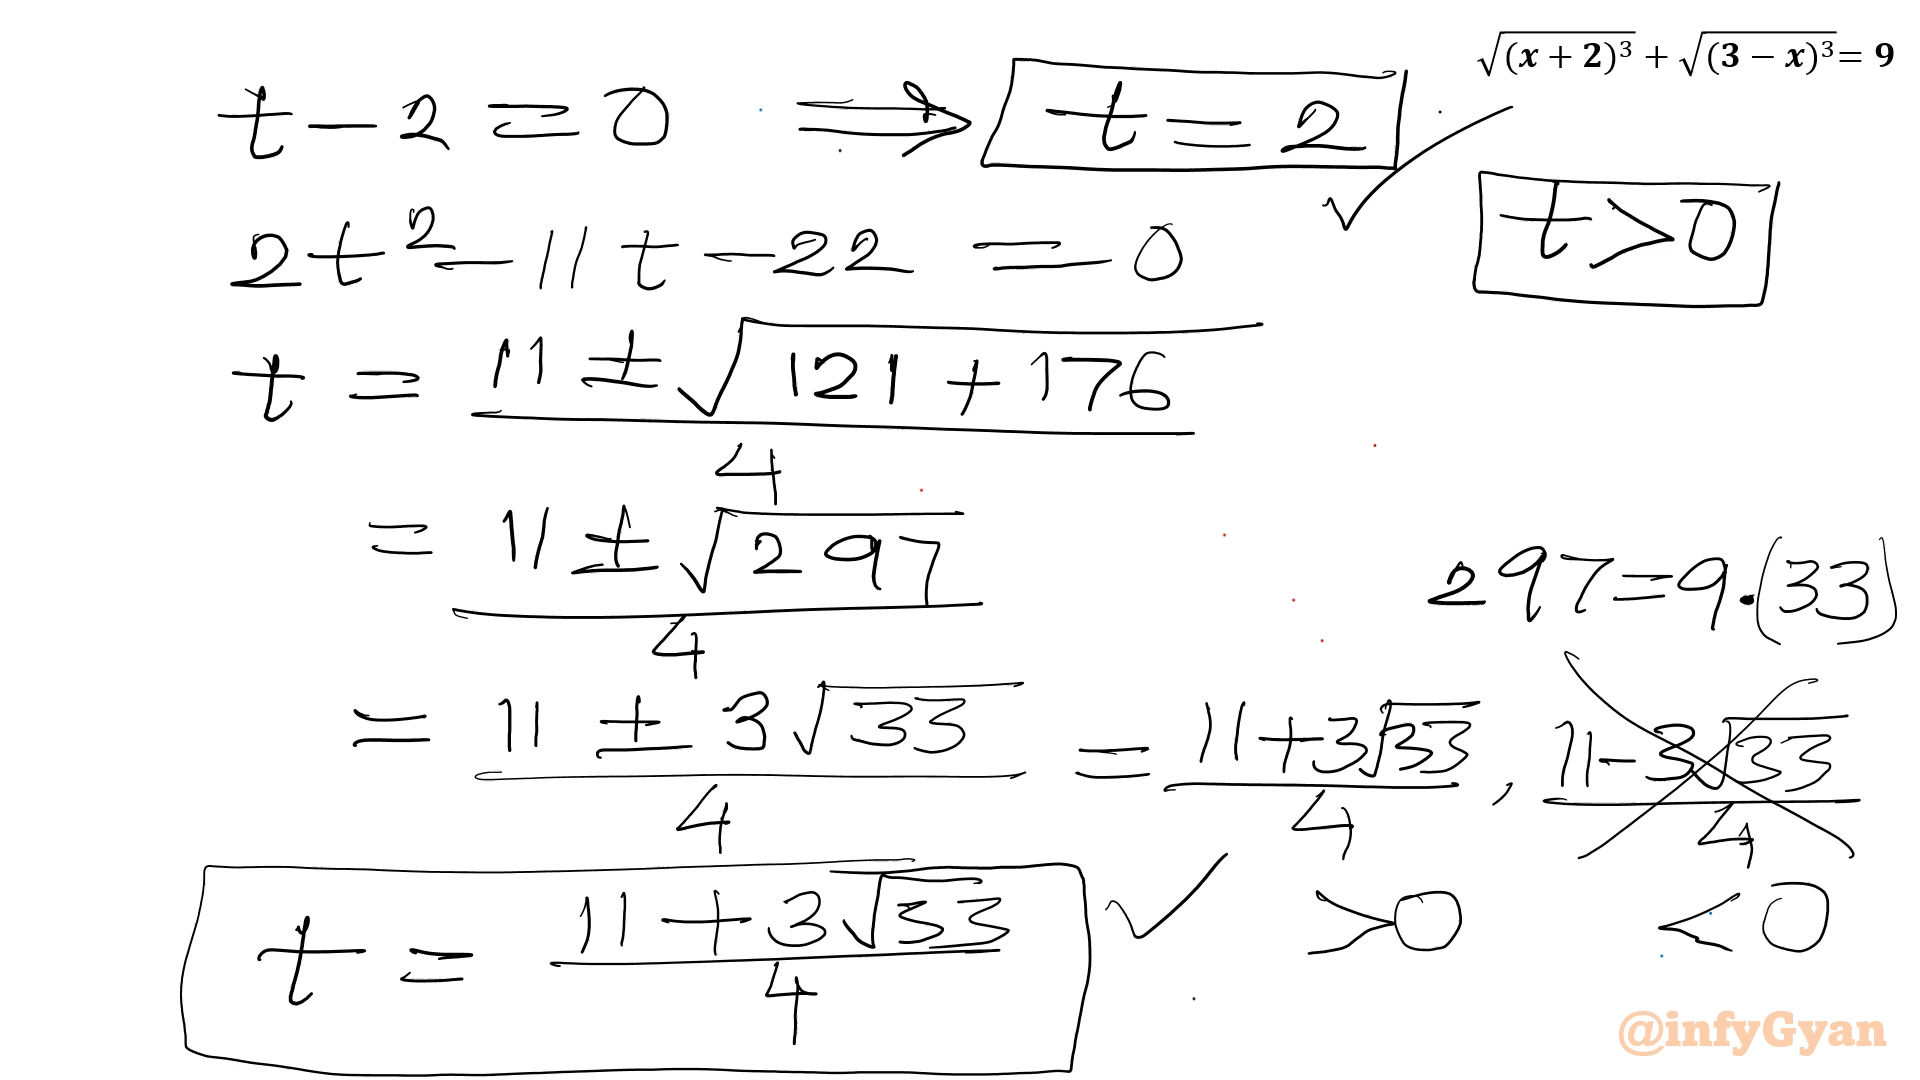 √(x + 2)³ + √(3 − x)³ = 9
t − 2 = 0 ⟹ t = 2 ✓
t > 0
2t² − 11t − 22 = 0
t = (11 ± √(121 + 176))/4
= (11 ± √297)/4
297 = 9·(33)
= (11 ± 3√33)/4 = (11 + 3√33)/4, (11 − 3√33)/4
> 0 < 0
t = (11 + 3√33)/4 ✓
@infyGyan